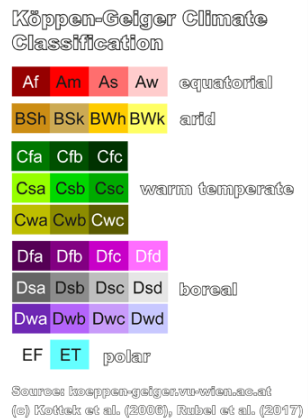 Köppen-Geiger Climate
Classification
Af Am As Aw equatorial
BSh BSk BWh BWk arid
Cfa Cfb Cfc
Csa Csb Csc warm temperate
Cwa Cwb Cwc
Dfa Dfb Dfc Dfd
Dsa Dsb Dsc Dsd boreal
Dwa Dwb Dwc Dwd
EF ET polar
Source: koeppen-geiger.vu-wien.ac.at
(c) Kottek et al. (2006), Rubel et al. (2017)